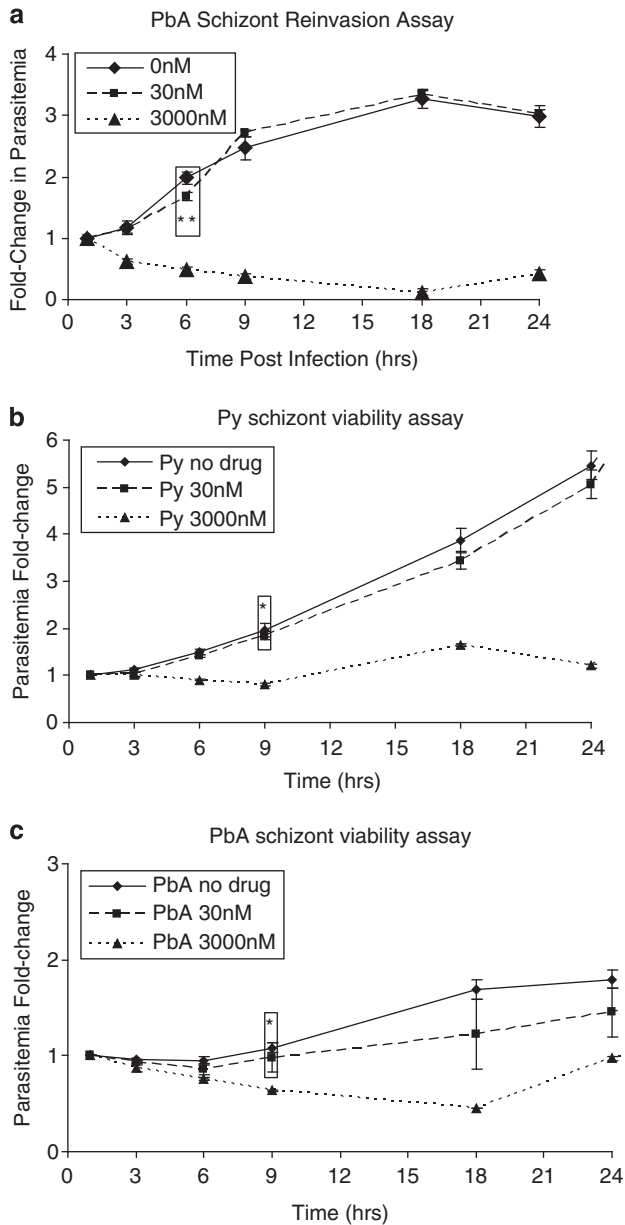 a
PbA Schizont Reinvasion Assay
Fold-Change in Parasitemia
4
3
2
1
0
0nM
30nM
3000nM
**
0 3 6 9 12 15 18 21 24
Time Post Infection (hrs)
b
Py schizont viability assay
Parasitemia Fold-change
6
5
4
3
2
1
0
Py no drug
Py 30nM
Py 3000nM
*
0 3 6 9 12 15 18 21 24
Time (hrs)
c
PbA schizont viability assay
Parasitemia Fold-change
3
2
1
0
PbA no drug
PbA 30nM
PbA 3000nM
*
0 3 6 9 12 15 18 21 24
Time (hrs)